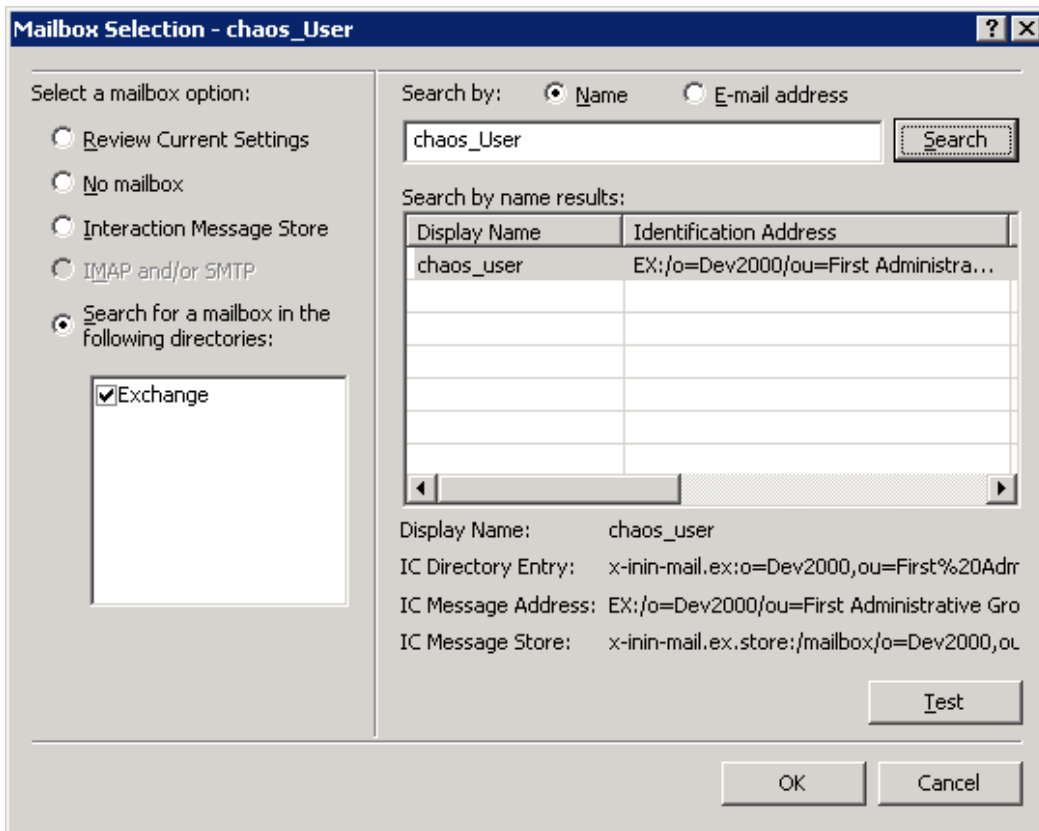 Mailbox Selection - chaos_User
Select a mailbox option:
Review Current Settings
No mailbox
Interaction Message Store
IMAP and/or SMTP
Search for a mailbox in the
following directories:
Exchange
Search by: Name E-mail address
chaos_User Search
Search by name results:
Display Name Identification Address
chaos_user EX:/o=Dev2000/ou=First Administra...
Display Name: chaos_user
IC Directory Entry: x-inin-mail.ex:o=Dev2000,ou=First%20Adm
IC Message Address: EX:/o=Dev2000/ou=First Administrative Gro
IC Message Store: x-inin-mail.ex.store:/mailbox/o=Dev2000,ou
Test
OK Cancel